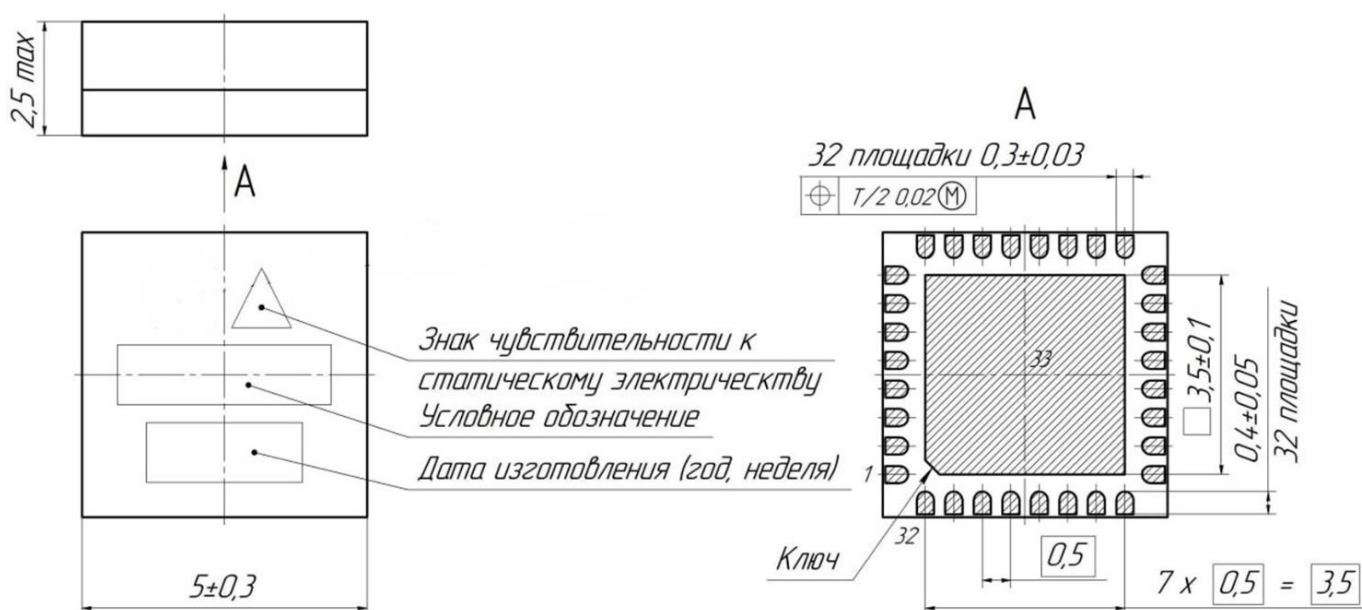 2,5 max
А
Знак чувствительности к
статическому электрическтву
Условное обозначение
Дата изготовления (год, неделя)
5±0,3
А
32 площадки 0,3±0,03
Т/2 0,02 Ⓜ
33
3,5±0,1
0,4±0,05
32 площадки
1
32
Ключ
0,5
7 x 0,5 = 3,5